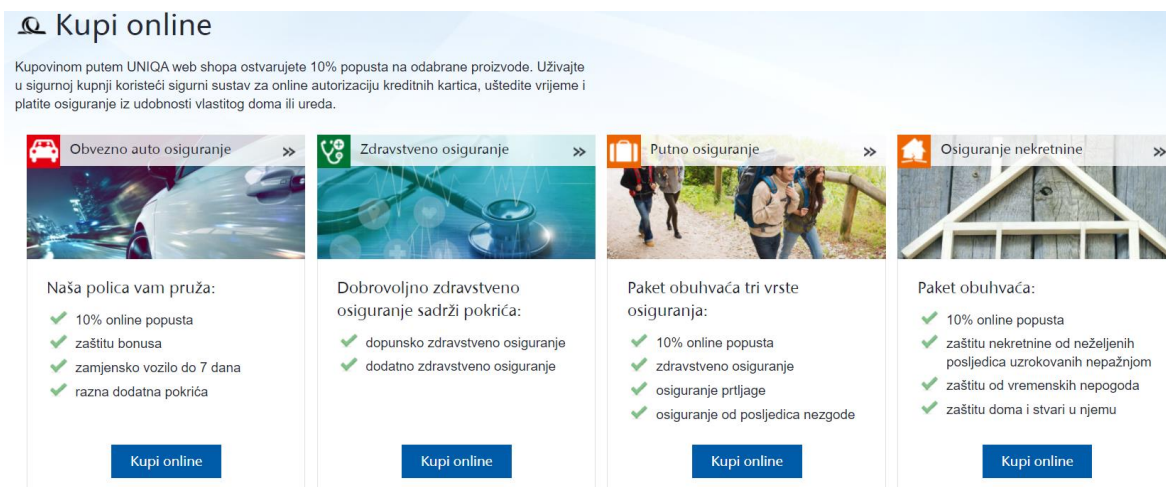 Kupi online
Kupovinom putem UNIQA web shopa ostvarujete 10% popusta na odabrane proizvode. Uživajte
u sigurnoj kupnji koristeći sigurni sustav za online autorizaciju kreditnih kartica, uštedite vrijeme i
platite osiguranje iz udobnosti vlastitog doma ili ureda.
Obvezno auto osiguranje »
Naša polica vam pruža:
10% online popusta
zaštitu bonusa
zamjensko vozilo do 7 dana
razna dodatna pokrića
Kupi online
Zdravstveno osiguranje »
Dobrovoljno zdravstveno
osiguranje sadrži pokrića:
dopunsko zdravstveno osiguranje
dodatno zdravstveno osiguranje
Kupi online
Putno osiguranje »
Paket obuhvaća tri vrste
osiguranja:
10% online popusta
zdravstveno osiguranje
osiguranje prtljage
osiguranje od posljedica nezgode
Kupi online
Osiguranje nekretnine »
Paket obuhvaća:
10% online popusta
zaštitu nekretnine od neželjenih
posljedica uzrokovanih nepažnjom
zaštitu od vremenskih nepogoda
zaštitu doma i stvari u njemu
Kupi online